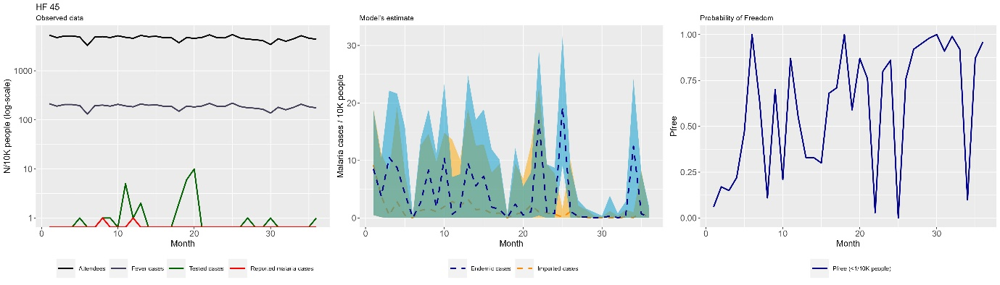 HF 45
Observed data
N/10K people (log-scale)
1000
100
10
1
0
10
20
30
Month
Attendees
Fever cases
Tested cases
Reported malaria cases
Model's estimate
Malaria cases / 10K people
30
20
10
0
0
10
20
30
Month
Endemic cases
Imported cases
Probability of Freedom
Pfree
1.00
0.75
0.50
0.25
0.00
0
10
20
30
Month
Pfree (<1/10K people)